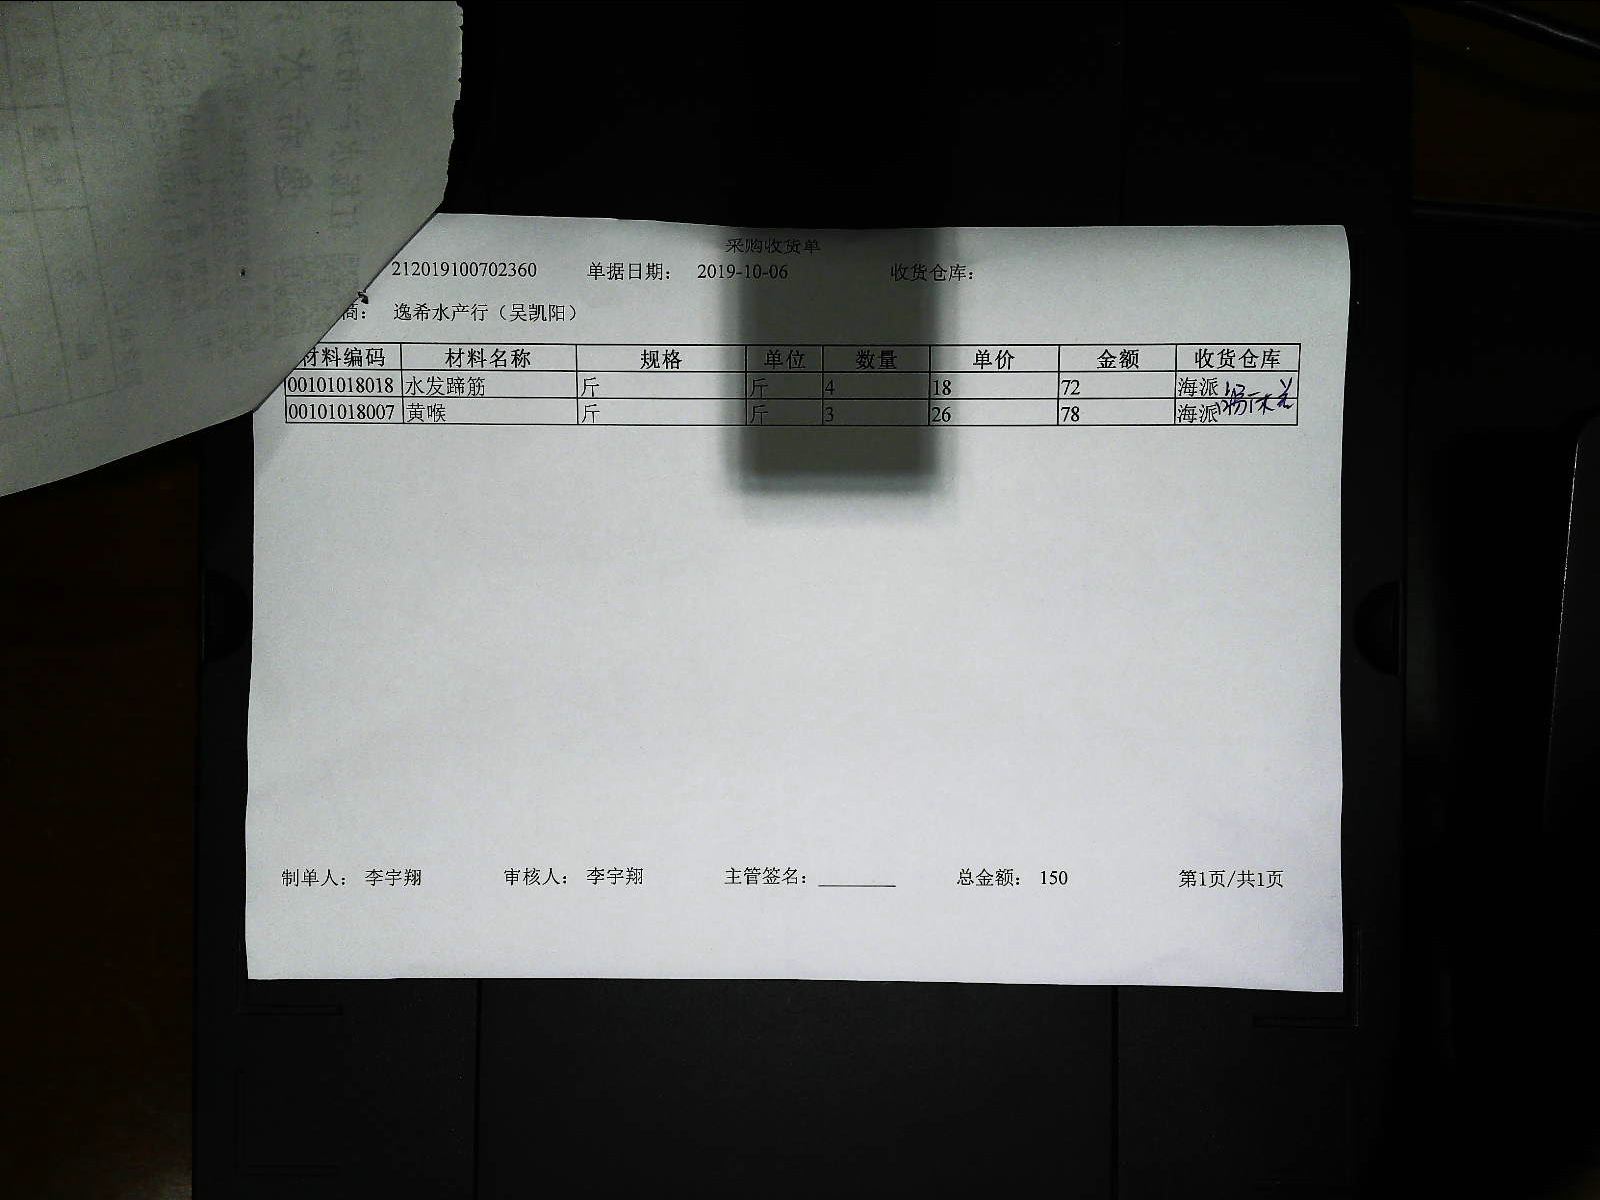 采购收货单
212019100702360 单据日期： 2019-10-06 收货仓库：
商： 逸希水产行（吴凯阳）
材料编码 材料名称 规格 单位 数量 单价 金额 收货仓库
00101018018 水发蹄筋 斤 斤 4 18 72 海派
00101018007 黄喉 斤 斤 3 26 78 海派
制单人： 李宇翔 审核人： 李宇翔 主管签名： 总金额： 150 第1页/共1页